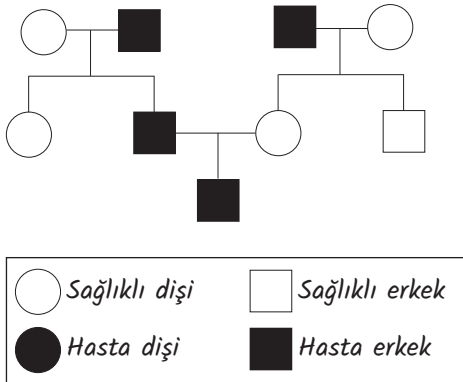 Sağlıklı dişi
Sağlıklı erkek
Hasta dişi
Hasta erkek